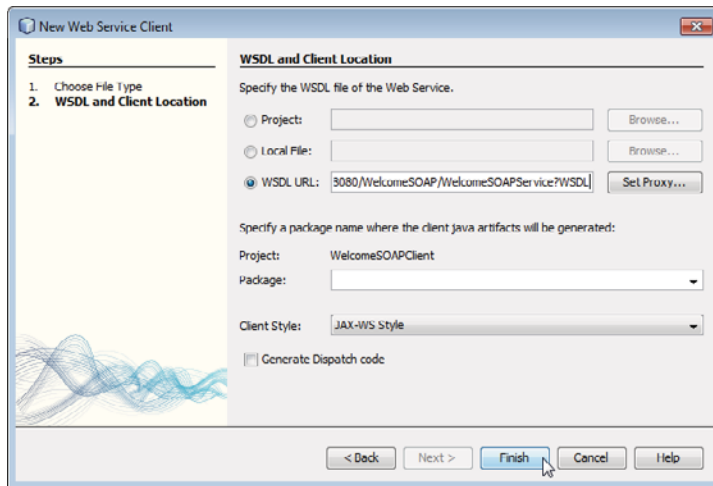 New Web Service Client
Steps
1. Choose File Type
2. WSDL and Client Location
WSDL and Client Location
Specify the WSDL file of the Web Service.
Project: Browse...
Local File: Browse...
WSDL URL: 8080/WelcomeSOAP/WelcomeSOAPService?WSDL Set Proxy...
Specify a package name where the client java artifacts will be generated:
Project: WelcomeSOAPClient
Package:
Client Style: JAX-WS Style
Generate Dispatch code
< Back Next > Finish Cancel Help